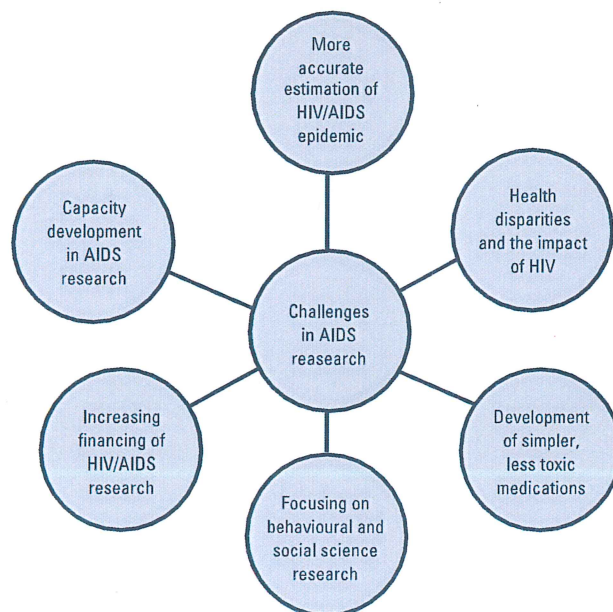 More
accurate
estimation of
HIV/AIDS
epidemic
Health
disparities
and the impact
of HIV
Capacity
development
in AIDS
research
Challenges
in AIDS
reasearch
Increasing
financing of
HIV/AIDS
research
Development
of simpler,
less toxic
medications
Focusing on
behavioural and
social science
research